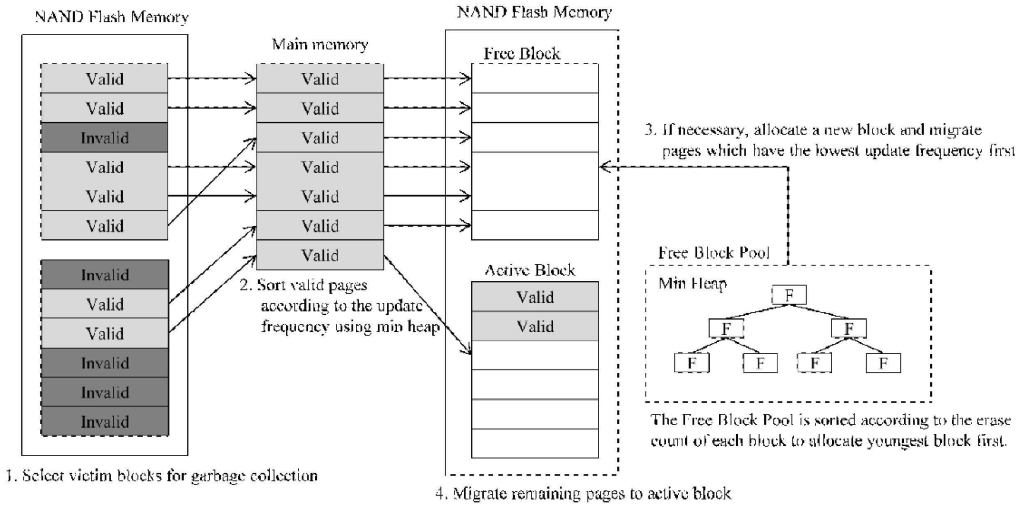 NAND Flash Memory
Valid
Valid
Invalid
Valid
Valid
Valid
Invalid
Valid
Valid
Invalid
Invalid
Invalid
1. Select victim blocks for garbage collection
Main memory
Valid
Valid
Valid
Valid
Valid
Valid
Valid
2. Sort valid pages
according to the update
frequency using min heap
NAND Flash Memory
Free Block
Active Block
Valid
Valid
4. Migrate remaining pages to active block
3. If necessary, allocate a new block and migrate
pages which have the lowest update frequency first
Free Block Pool
Min Heap
F
F
F
F
F
F
F
The Free Block Pool is sorted according to the erase
count of each block to allocate youngest block first.